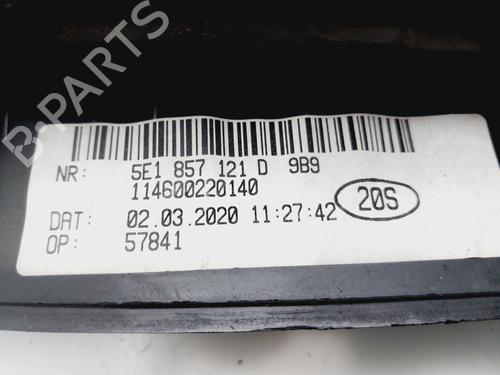 B-PARTS
NR: 5E1 857 121 D 9B9
114600220140
DAT: 02.03.2020 11:27:42
OP: 57841
20S